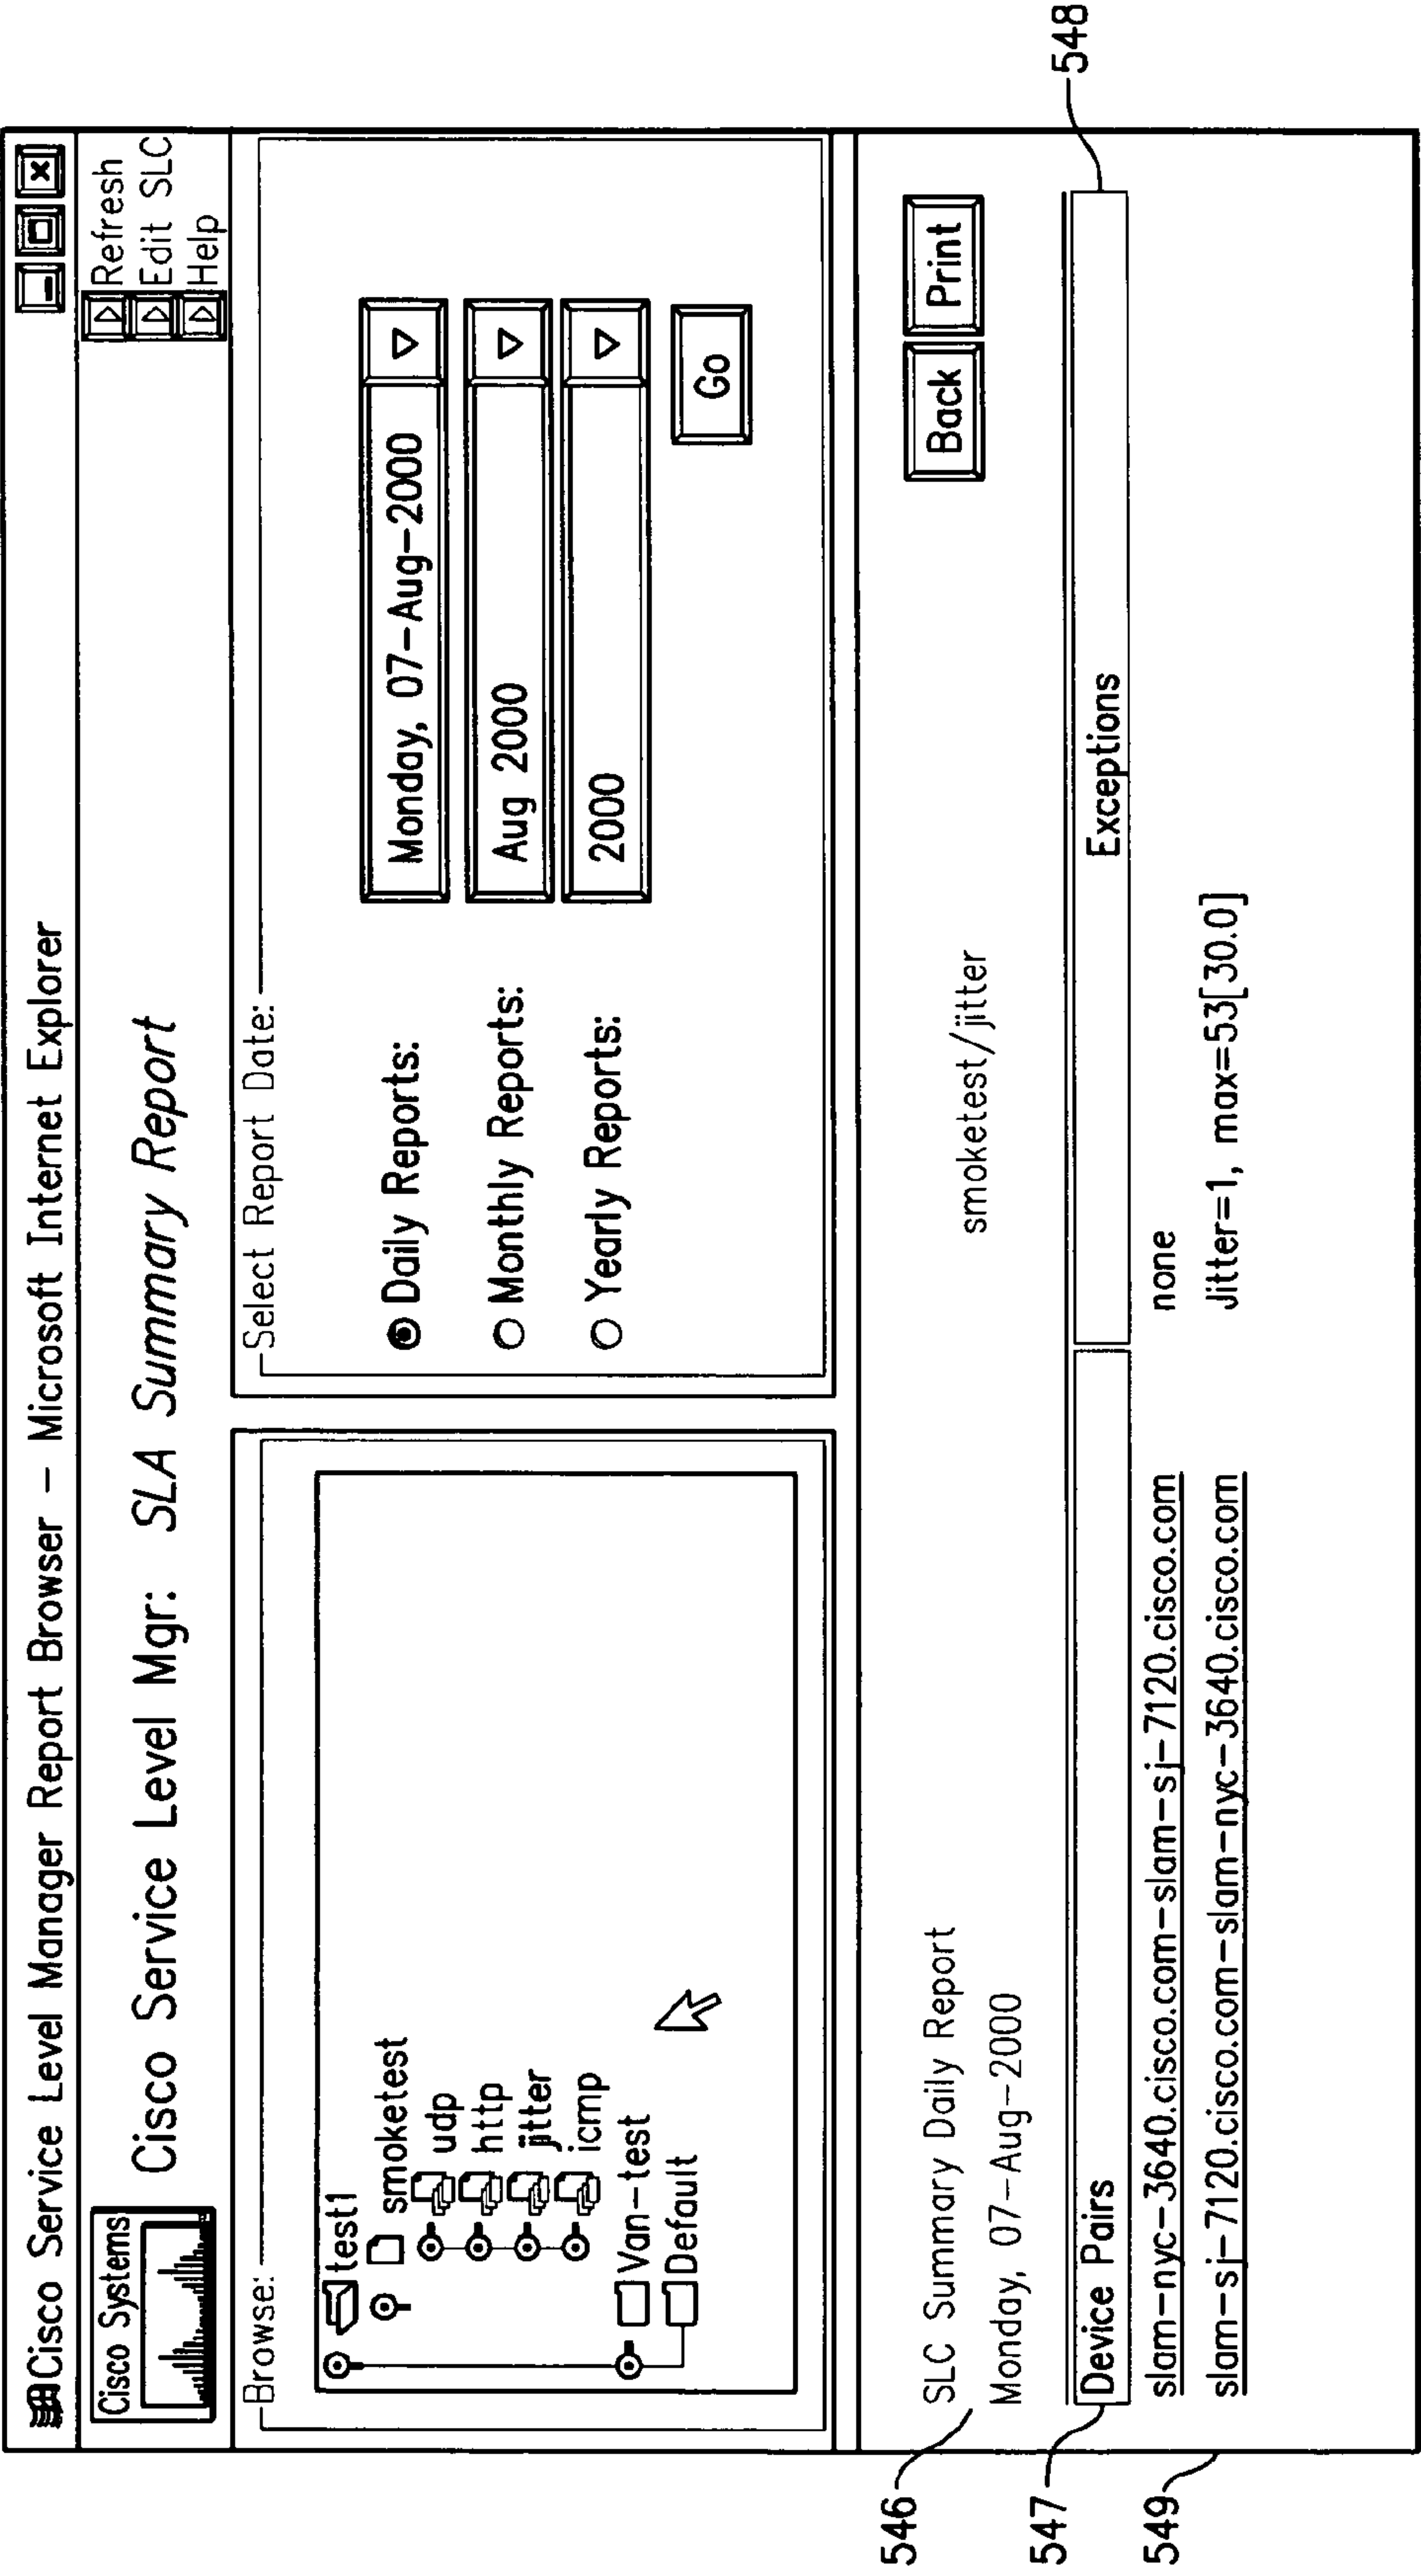 Cisco Service Level Manager Report Browser – Microsoft Internet Explorer
Cisco Systems
Cisco Service Level Mgr: SLA Summary Report
Refresh
Edit SLC
Help
Browse:
test1
smoketest
udp
http
jitter
icmp
Van-test
Default
Select Report Date:
Daily Reports: Monday, 07-Aug-2000
Monthly Reports: Aug 2000
Yearly Reports: 2000
Go
546
SLC Summary Daily Report
Back Print
smoketest/jitter
Monday, 07-Aug-2000
547
Device Pairs Exceptions
548
slam-nyc-3640.cisco.com-slam-sj-7120.cisco.com none
slam-sj-7120.cisco.com-slam-nyc-3640.cisco.com Jitter=1, max=53[30.0]
549